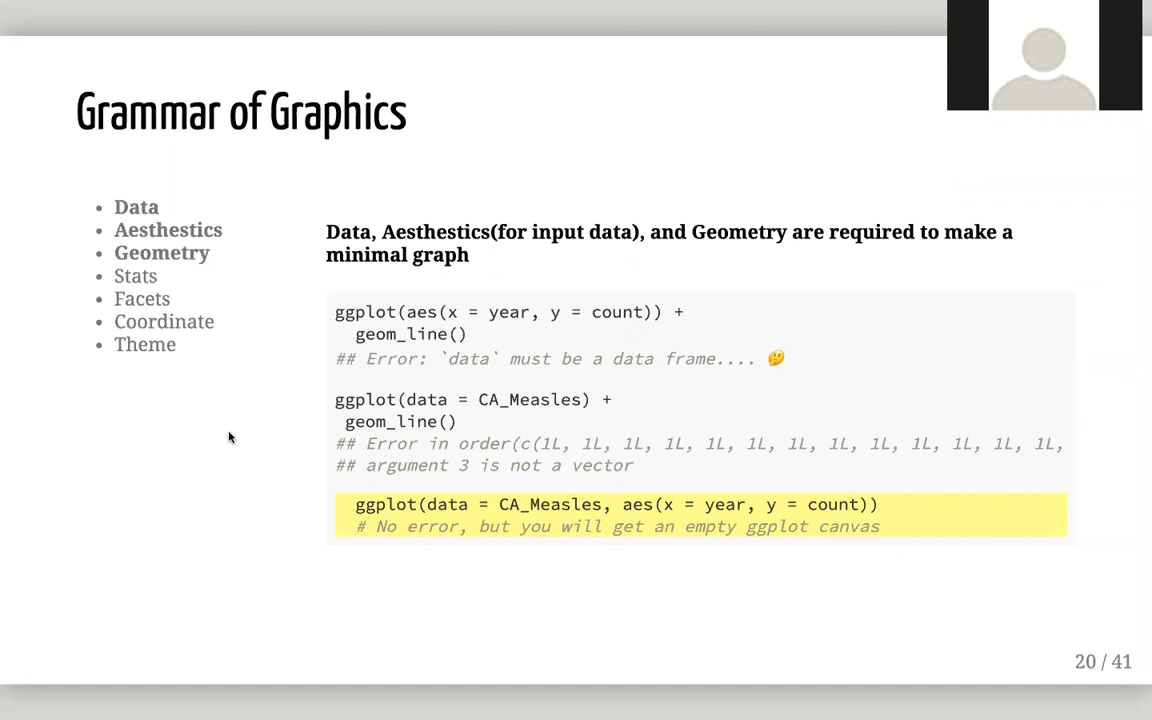 Grammar of Graphics
• Data
• Aesthestics
• Geometry
• Stats
• Facets
• Coordinate
• Theme
Data, Aesthestics(for input data), and Geometry are required to make a
minimal graph
ggplot(aes(x = year, y = count)) +
  geom_line()
## Error: `data` must be a data frame.... 🤔
ggplot(data = CA_Measles) +
 geom_line()
## Error in order(c(1L, 1L, 1L, 1L, 1L, 1L, 1L, 1L, 1L, 1L, 1L, 1L, 1L,
## argument 3 is not a vector
  ggplot(data = CA_Measles, aes(x = year, y = count))
  # No error, but you will get an empty ggplot canvas
20 / 41